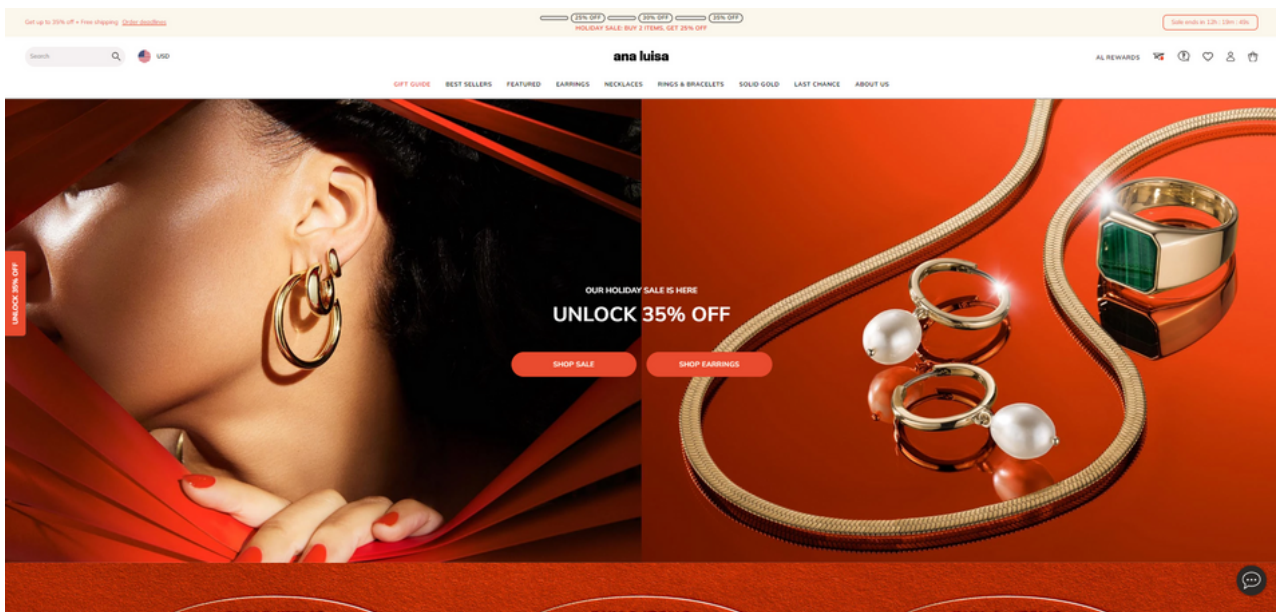 Get up to 35% off + Free shipping Order deadlines
25% OFF 30% OFF 35% OFF
HOLIDAY SALE: BUY 2 ITEMS, GET 25% OFF
Sale ends in 12h : 19m : 49s
Search
USD
ana luisa
AL REWARDS
GIFT GUIDE BEST SELLERS FEATURED EARRINGS NECKLACES RINGS & BRACELETS SOLID GOLD LAST CHANCE ABOUT US
UNLOCK 35% OFF
OUR HOLIDAY SALE IS HERE
UNLOCK 35% OFF
SHOP SALE SHOP EARRINGS